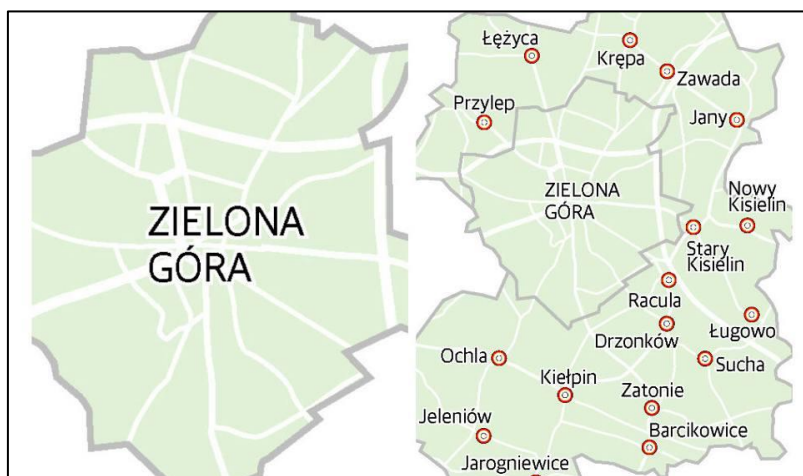 ZIELONA
GÓRA
Łężyca
Krępa
Zawada
Przylep
Jany
ZIELONA
GÓRA
Nowy
Kisielin
Stary
Kisielin
Racula
Drzonków
Ługowo
Ochla
Sucha
Kiełpin
Zatonie
Jeleniów
Barcikowice
Jarogniewice